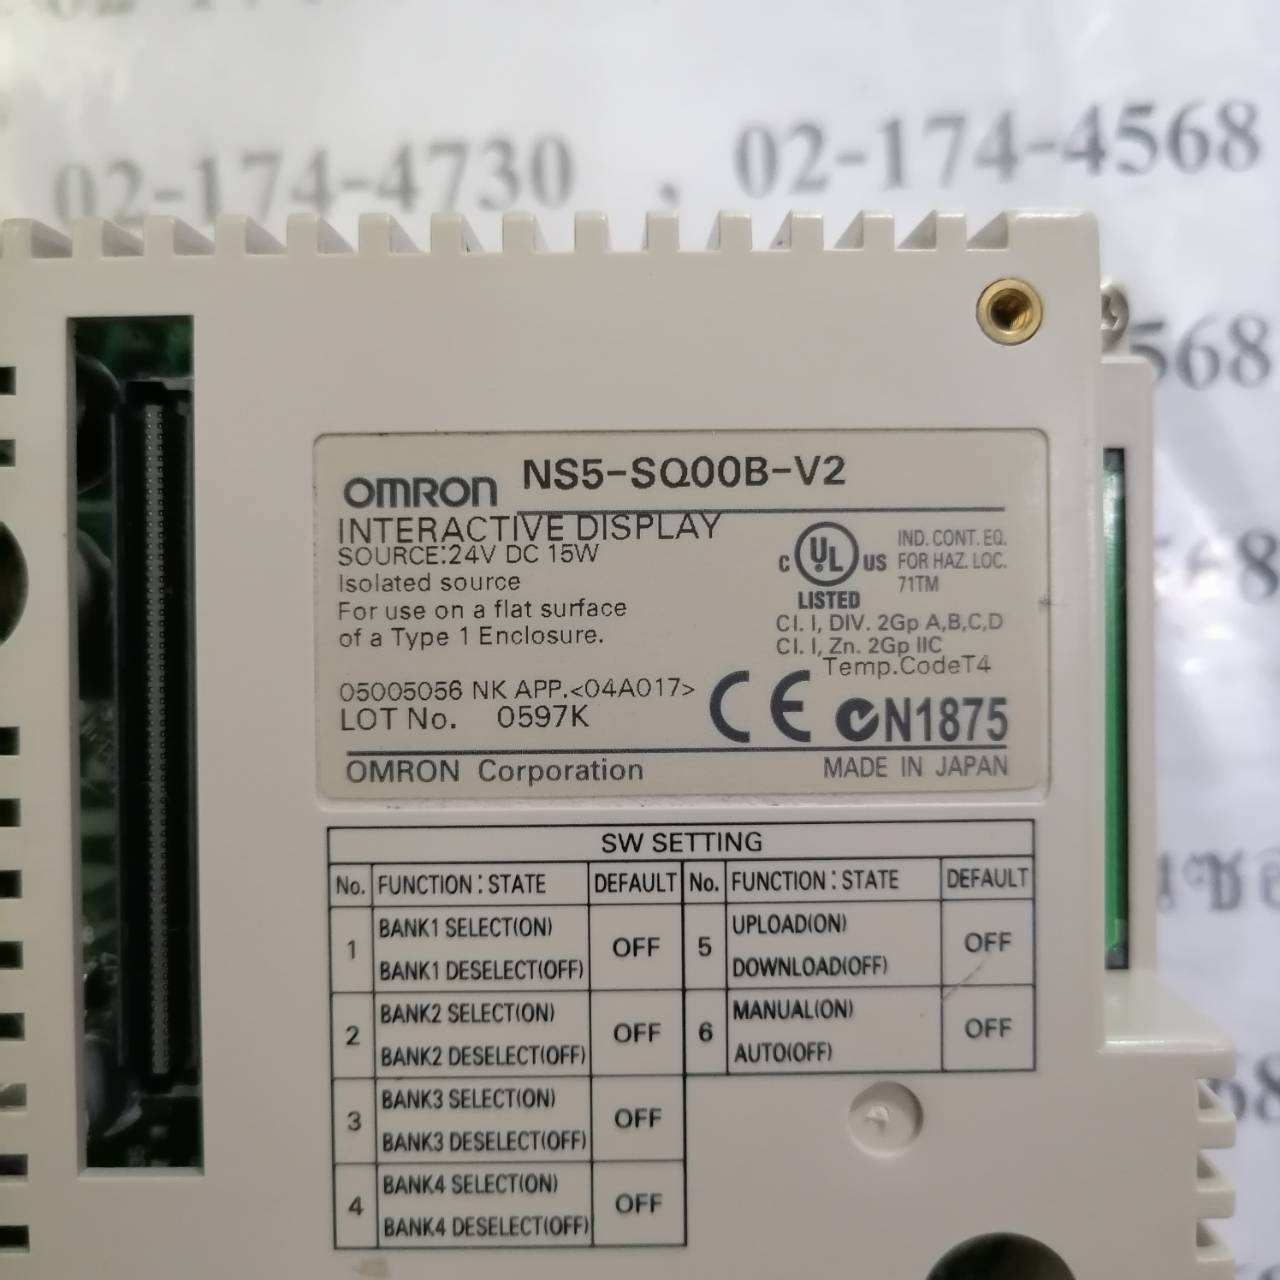 02-174-4730 , 02-174-4568
568
OMRON NS5-SQ00B-V2
INTERACTIVE DISPLAY
SOURCE:24V DC 15W
Isolated source
For use on a flat surface
of a Type 1 Enclosure.
C UL US
LISTED
IND. CONT. EQ.
FOR HAZ. LOC.
71TM
Cl. I, DIV. 2Gp A,B,C,D
Cl. I, Zn. 2Gp IIC
Temp.CodeT4
05005056 NK APP.<04A017>
LOT No. 0597K
CE N1875
OMRON Corporation MADE IN JAPAN
SW SETTING
No. FUNCTION : STATE DEFAULT No. FUNCTION : STATE DEFAULT
1 BANK1 SELECT(ON) OFF 5 UPLOAD(ON) OFF
BANK1 DESELECT(OFF) DOWNLOAD(OFF)
2 BANK2 SELECT(ON) OFF 6 MANUAL(ON) OFF
BANK2 DESELECT(OFF) AUTO(OFF)
3 BANK3 SELECT(ON) OFF
BANK3 DESELECT(OFF)
4 BANK4 SELECT(ON) OFF
BANK4 DESELECT(OFF)